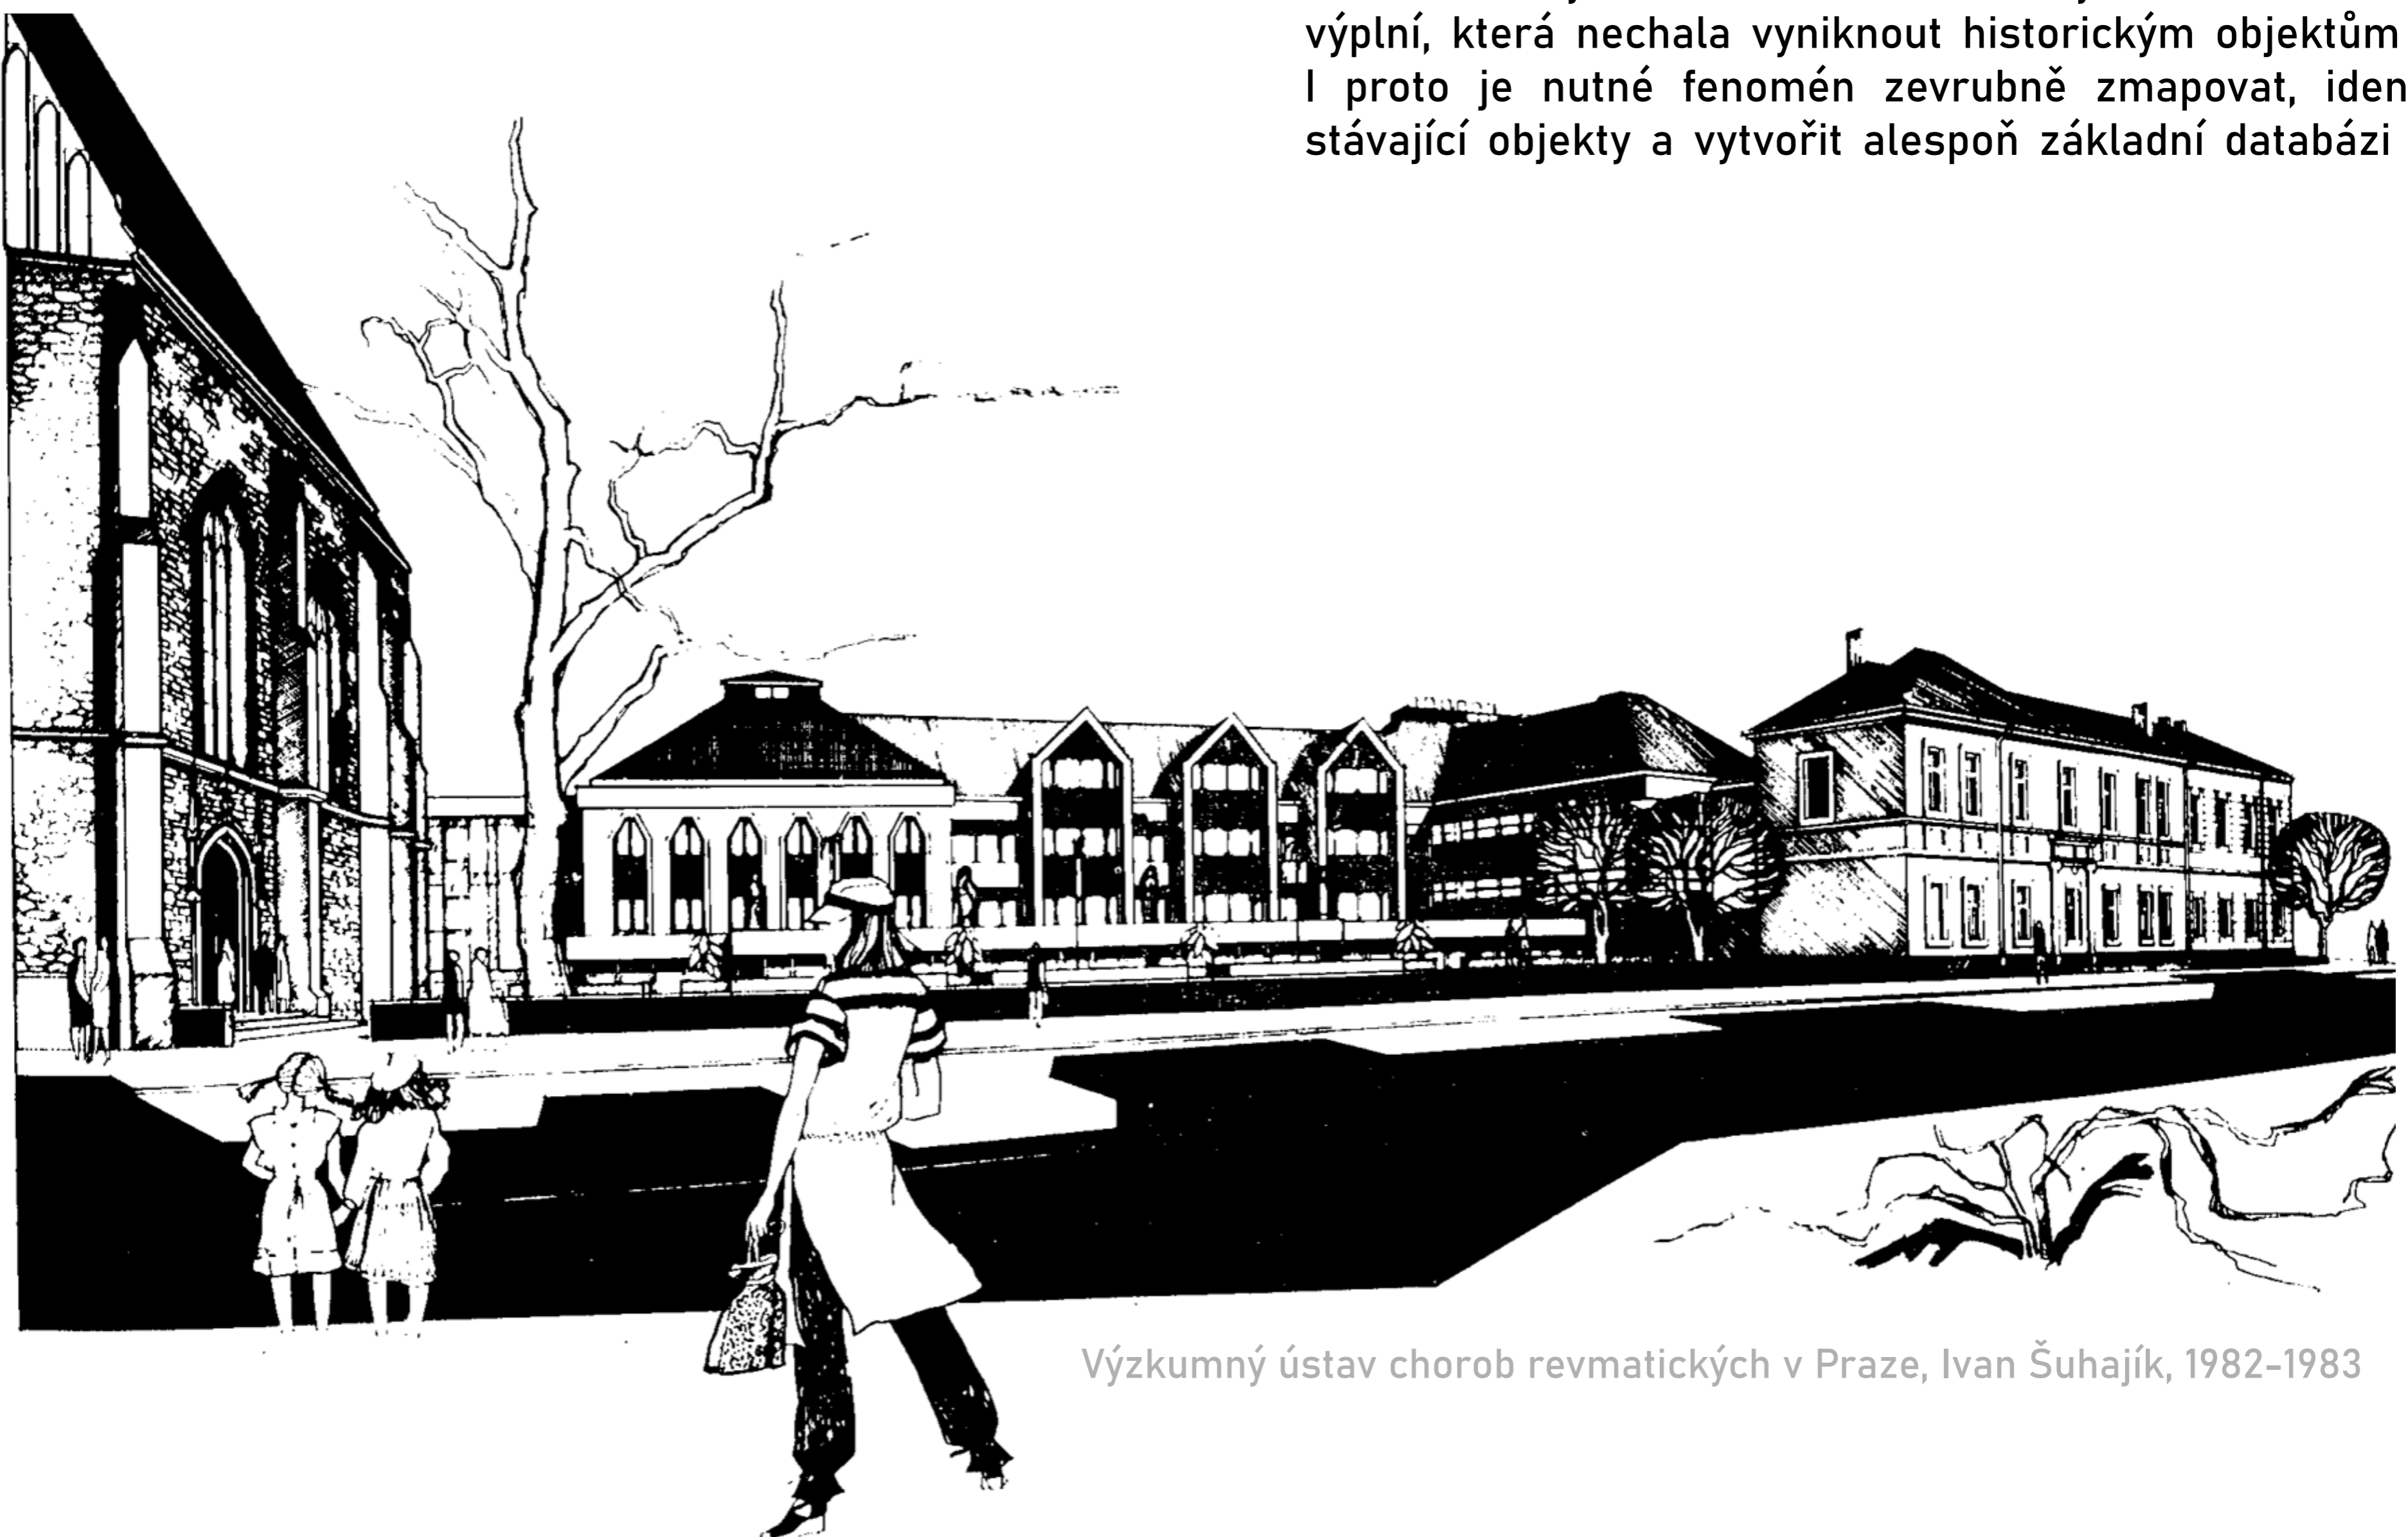 výplní, která nechala vyniknout historickým objektům
I proto je nutné fenomén zevrubně zmapovat, iden
stávající objekty a vytvořit alespoň základní databázi
Výzkumný ústav chorob revmatických v Praze, Ivan Šuhajík, 1982-1983